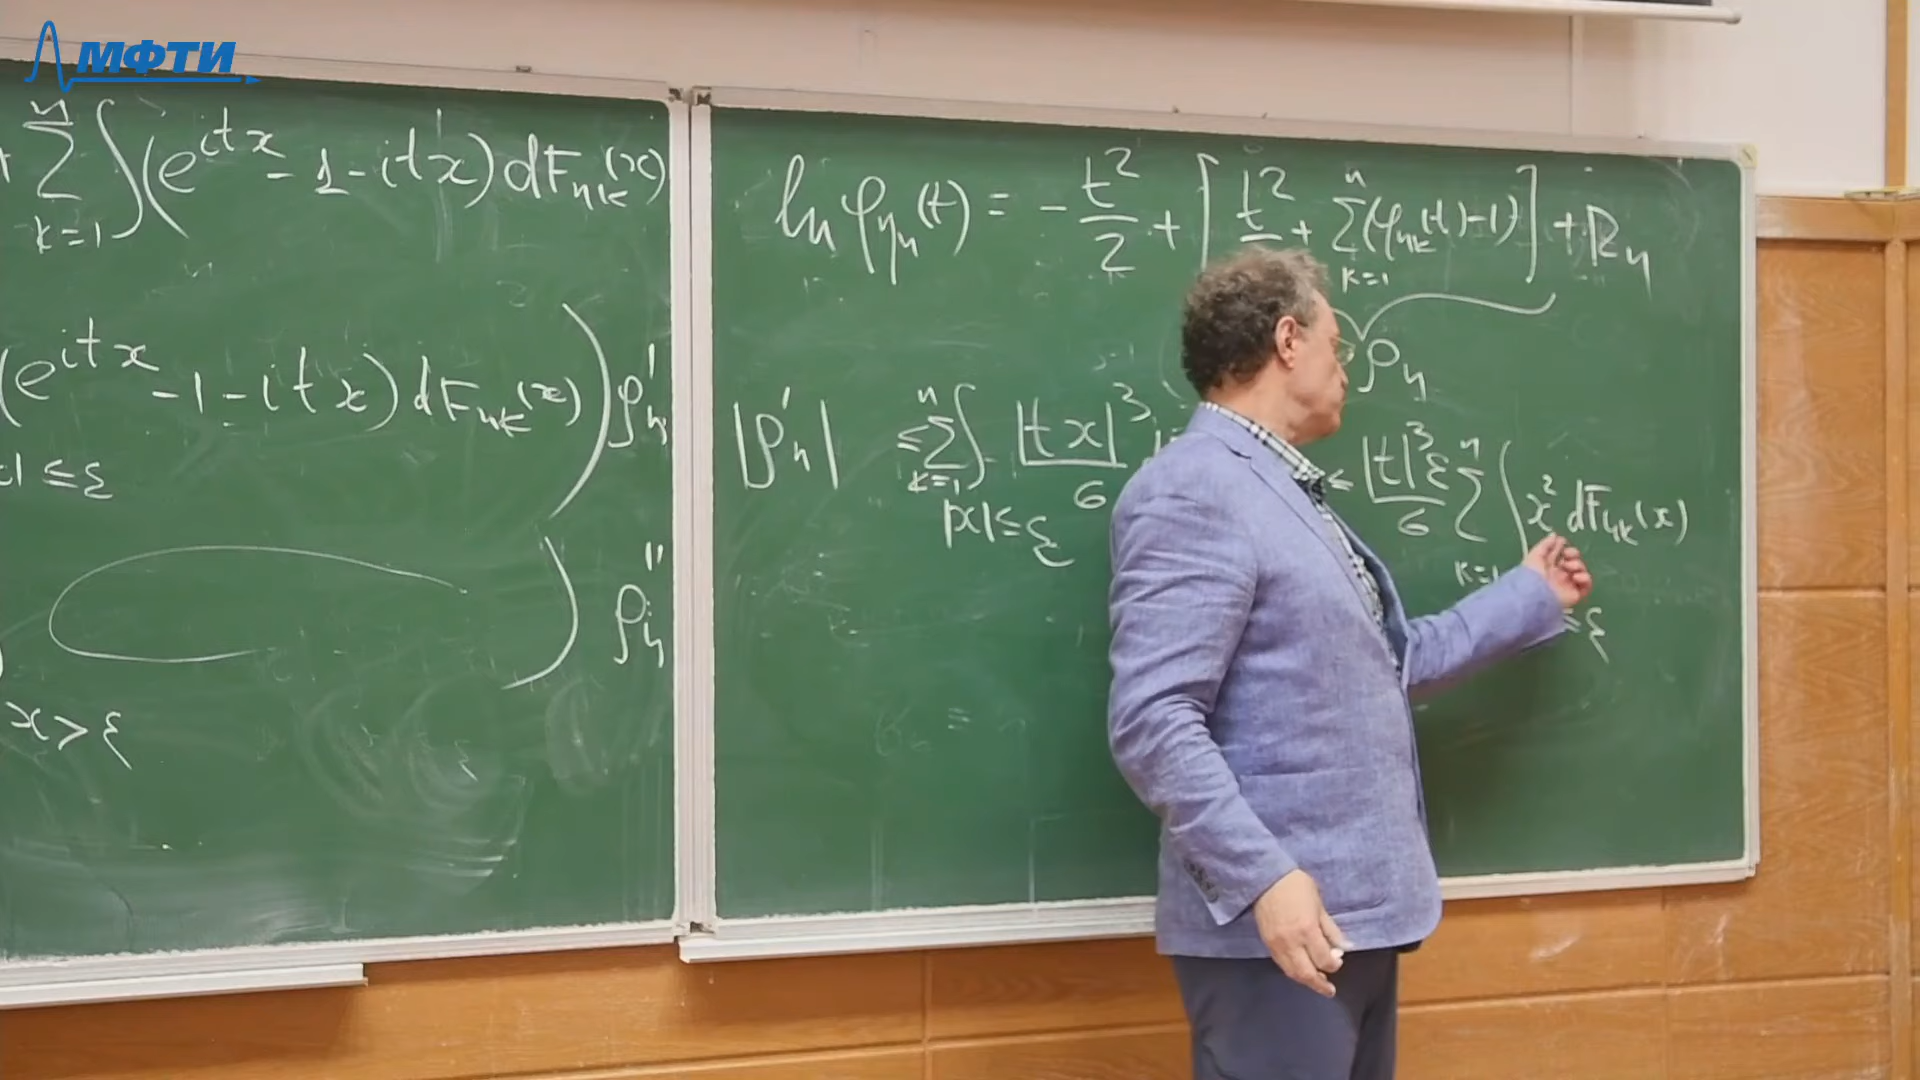 МФТИ
∑_{k=1}^{n} ∫(e^{itx} - 1 - itx) dF_{nk}(x)
(e^{itx} - 1 - itx) dF_{nk}(x)) ρ'_n
| ≤ ε
) ρ''_n
x > ε
ln φ_{η_n}(t) = - t²/2 + [t²/ + ∑_{k=1}^{n} (φ_{nk}(t) - 1)] + R_n
ρ_n
|ρ'_n| ≤ ∑_{k=1}^{n} ∫_{|x| ≤ ε} |tx|³/6 ≤ |t|³ε/6 ∑_{k=1}^{n} ∫_{≤ ε} x² dF_{nk}(x)